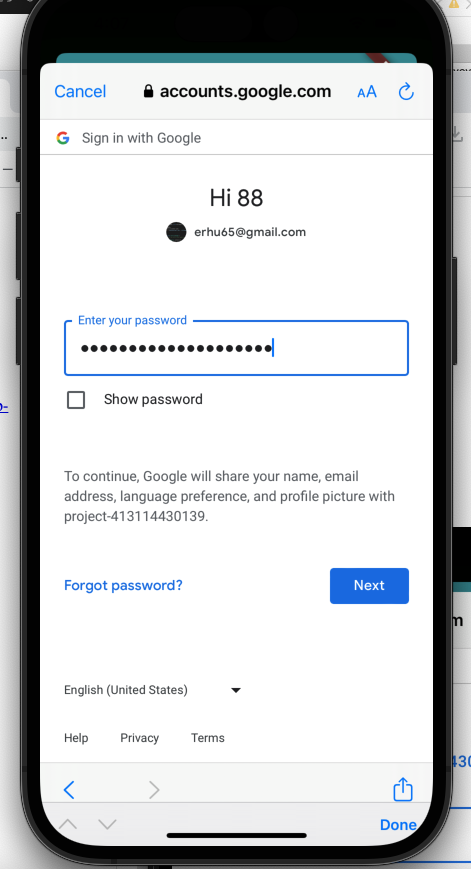 Cancel
accounts.google.com
AA
Sign in with Google
Hi 88
erhu65@gmail.com
Enter your password
••••••••••••••••••••
Show password
To continue, Google will share your name, email
address, language preference, and profile picture with
project-413114430139.
Forgot password?
Next
English (United States)
Help
Privacy
Terms
Done